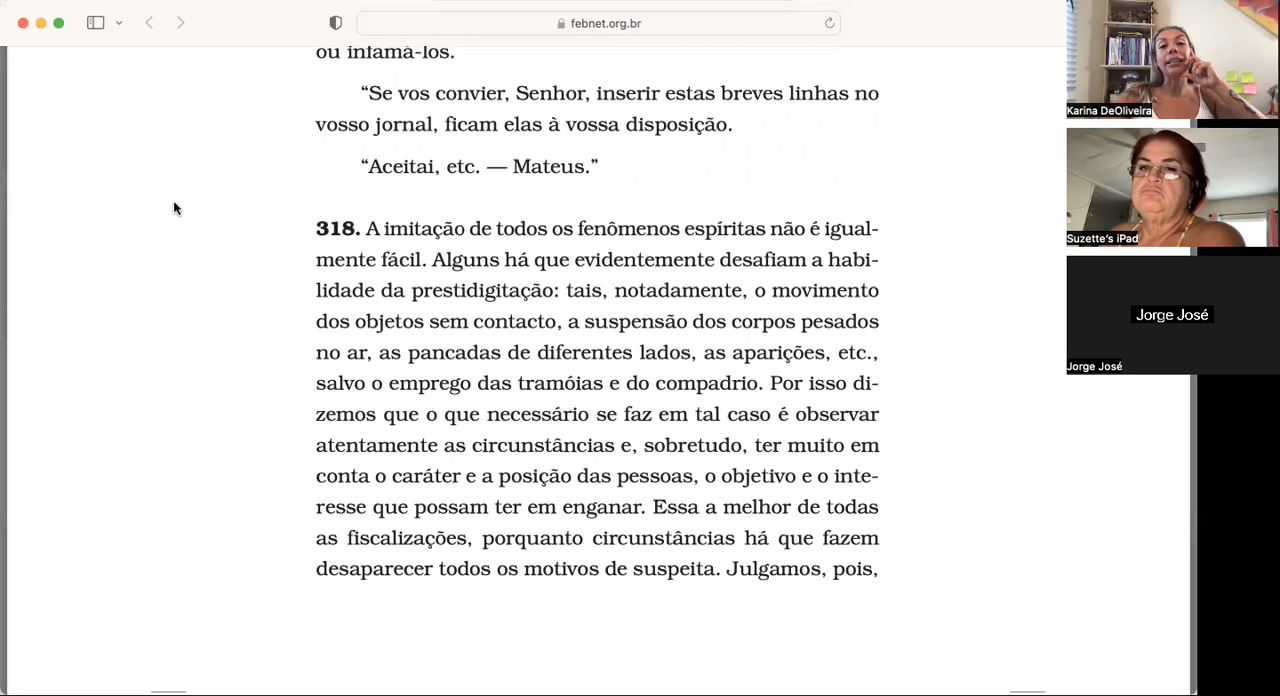 febnet.org.br
ou infamá-los.
“Se vos convier, Senhor, inserir estas breves linhas no
vosso jornal, ficam elas à vossa disposição.
“Aceitai, etc. — Mateus.”
318. A imitação de todos os fenômenos espíritas não é igual-
mente fácil. Alguns há que evidentemente desafiam a habi-
lidade da prestidigitação: tais, notadamente, o movimento
dos objetos sem contacto, a suspensão dos corpos pesados
no ar, as pancadas de diferentes lados, as aparições, etc.,
salvo o emprego das tramóias e do compadrio. Por isso di-
zemos que o que necessário se faz em tal caso é observar
atentamente as circunstâncias e, sobretudo, ter muito em
conta o caráter e a posição das pessoas, o objetivo e o inte-
resse que possam ter em enganar. Essa a melhor de todas
as fiscalizações, porquanto circunstâncias há que fazem
desaparecer todos os motivos de suspeita. Julgamos, pois,
Karina DeOliveira
Suzette’s iPad
Jorge José
Jorge José